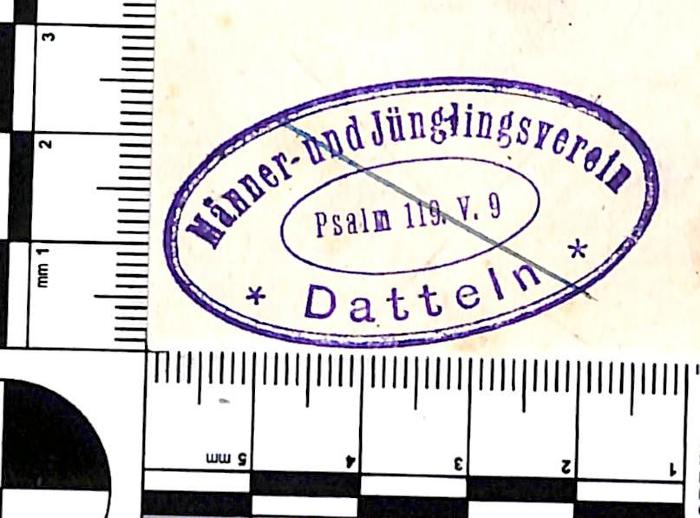 Männer- und Jünglingsverein
Psalm 119. V. 9
* Datteln *
3
2
mm 1
5 mm
4
3
2
1